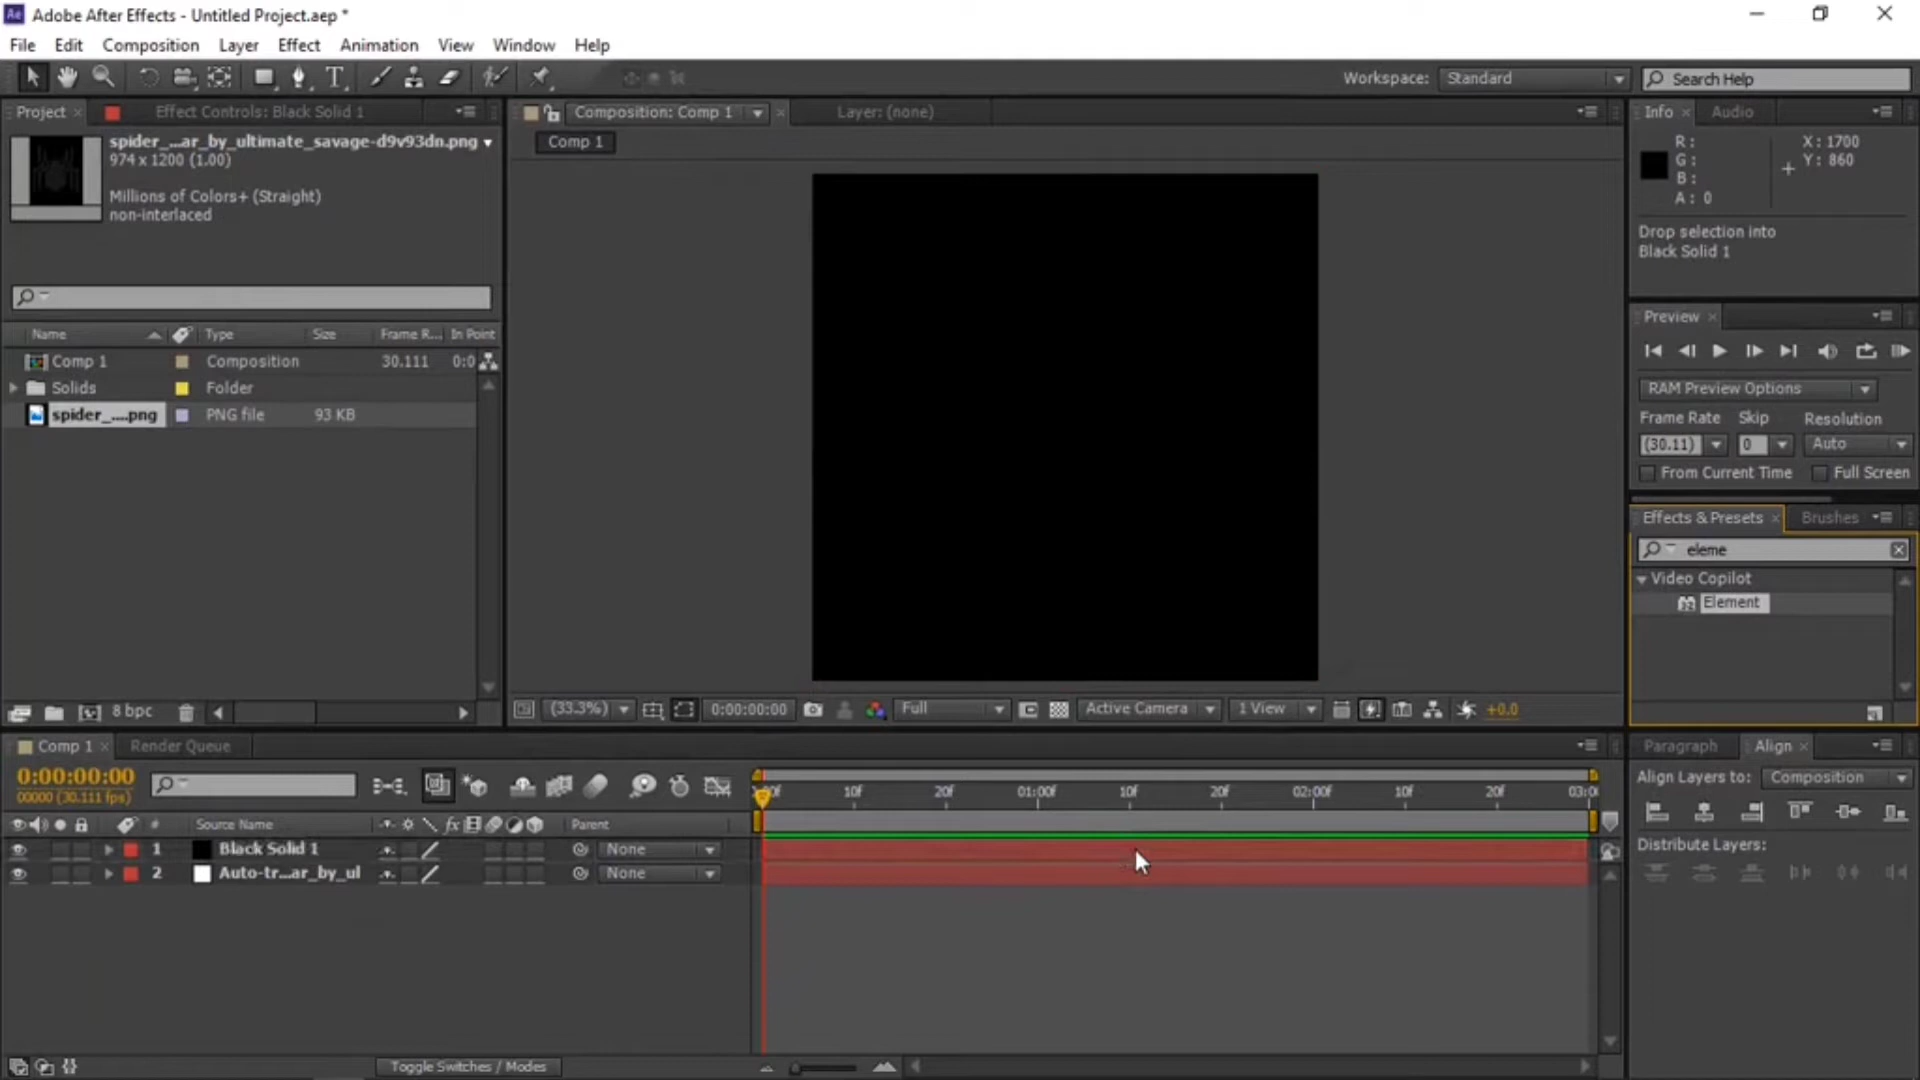 Adobe After Effects - Untitled Project.aep *
File Edit Composition Layer Effect Animation View Window Help
Workspace: Standard Search Help
Project Effect Controls: Black Solid 1
spider_...ar_by_ultimate_savage-d9v93dn.png
974 x 1200 (1.00)
Millions of Colors+ (Straight)
non-interlaced
Name Type Size Frame R... In Point
Comp 1 Composition 30.111 0:0
Solids Folder
spider_....png PNG file 93 KB
8 bpc
Composition: Comp 1 Layer: (none)
Comp 1
(33.3%) 0:00:00:00 Full Active Camera 1 View +0.0
Info Audio
R: X: 1700
G: Y: 860
B:
A: 0
Drop selection into
Black Solid 1
Preview
RAM Preview Options
Frame Rate Skip Resolution
(30.11) 0 Auto
From Current Time Full Screen
Effects & Presets Brushes
eleme
Video Copilot
Element
Comp 1 Render Queue
0:00:00:00
00000 (30.111 fps)
:00f 10f 20f 01:00f 10f 20f 02:00f 10f 20f 03:0
# Source Name fx Parent
1 Black Solid 1 None
2 Auto-tr...ar_by_ul None
Toggle Switches / Modes
Paragraph Align
Align Layers to: Composition
Distribute Layers: